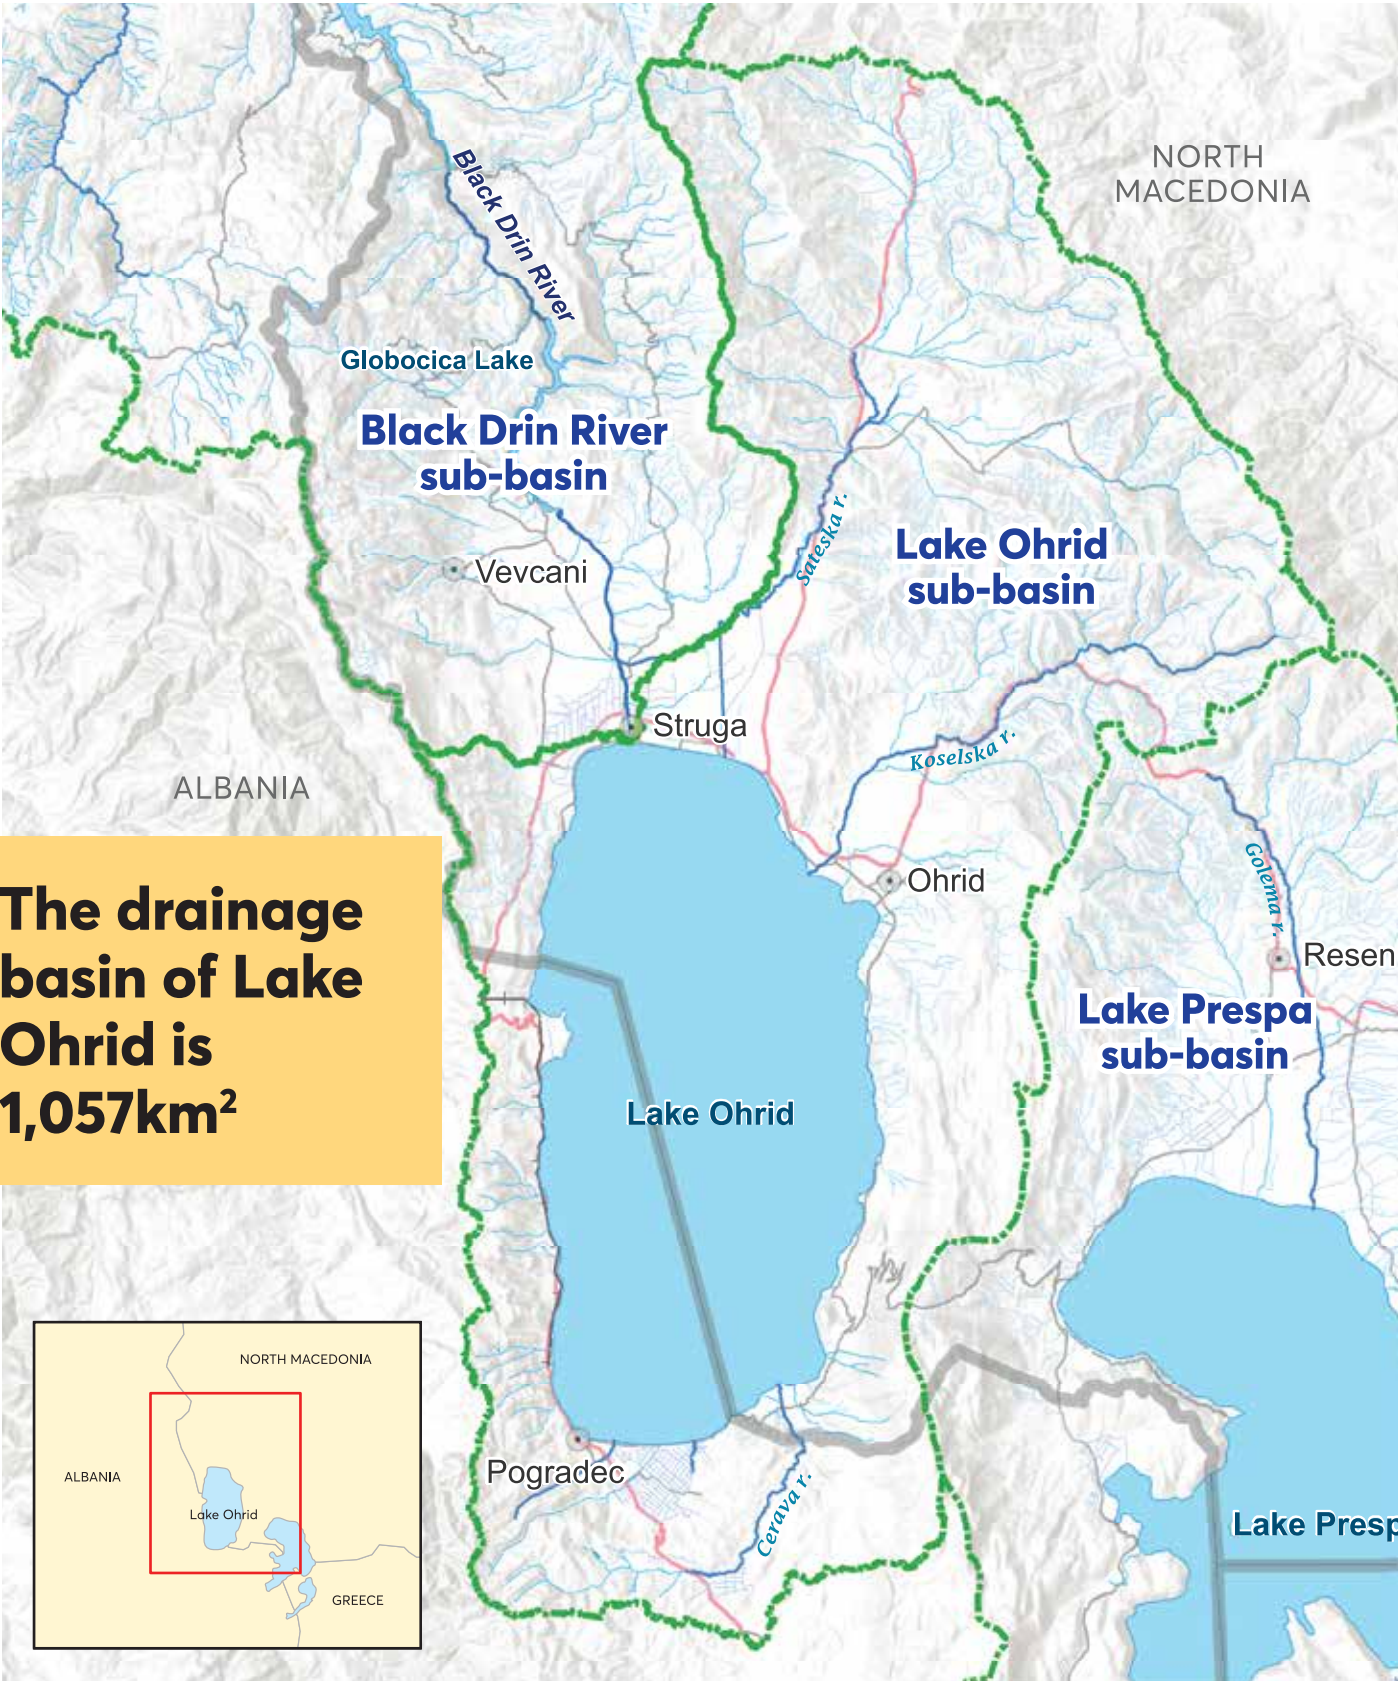 NORTH
MACEDONIA
Black Drin River
Globocica Lake
Black Drin River
sub-basin
Sateska r.
Lake Ohrid
sub-basin
Vevcani
Struga
Koselska r.
ALBANIA
Golema r.
Ohrid
Resen
The drainage
basin of Lake
Ohrid is
1,057km²
Lake Prespa
sub-basin
Lake Ohrid
Pogradec
Cerava r.
Lake Presp
NORTH MACEDONIA
ALBANIA
Lake Ohrid
GREECE